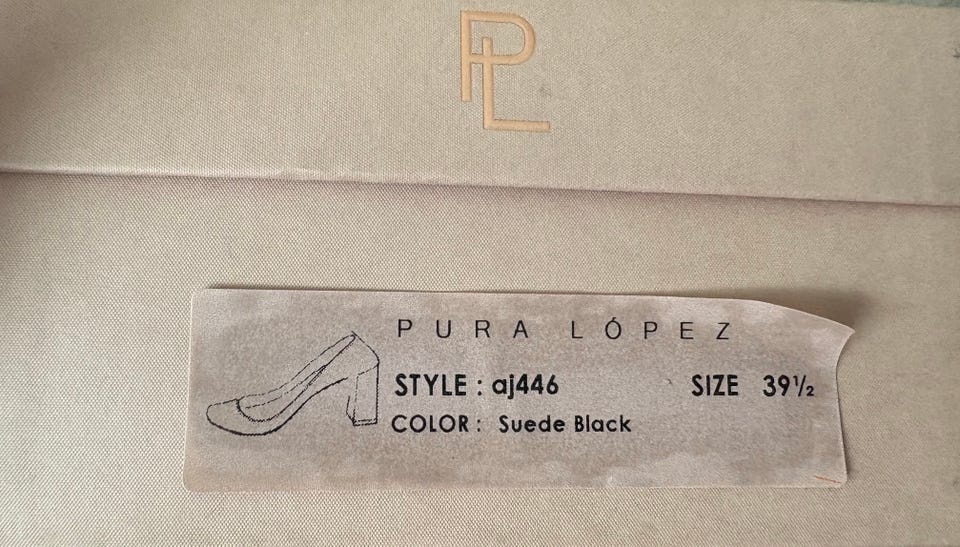 PL
PURA LÓPEZ
STYLE : aj446 SIZE 39½
COLOR : Suede Black